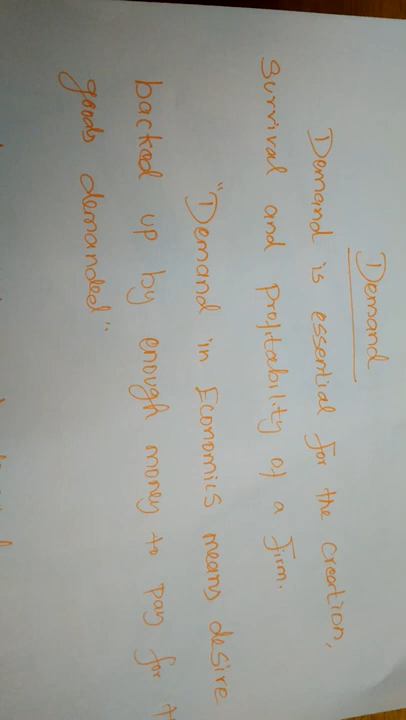 Demand
Demand is essential for the creation,
Survival and Profitability of a firm.
"Demand in Economics means desire
backed up by enough money to pay for
goods demanded"